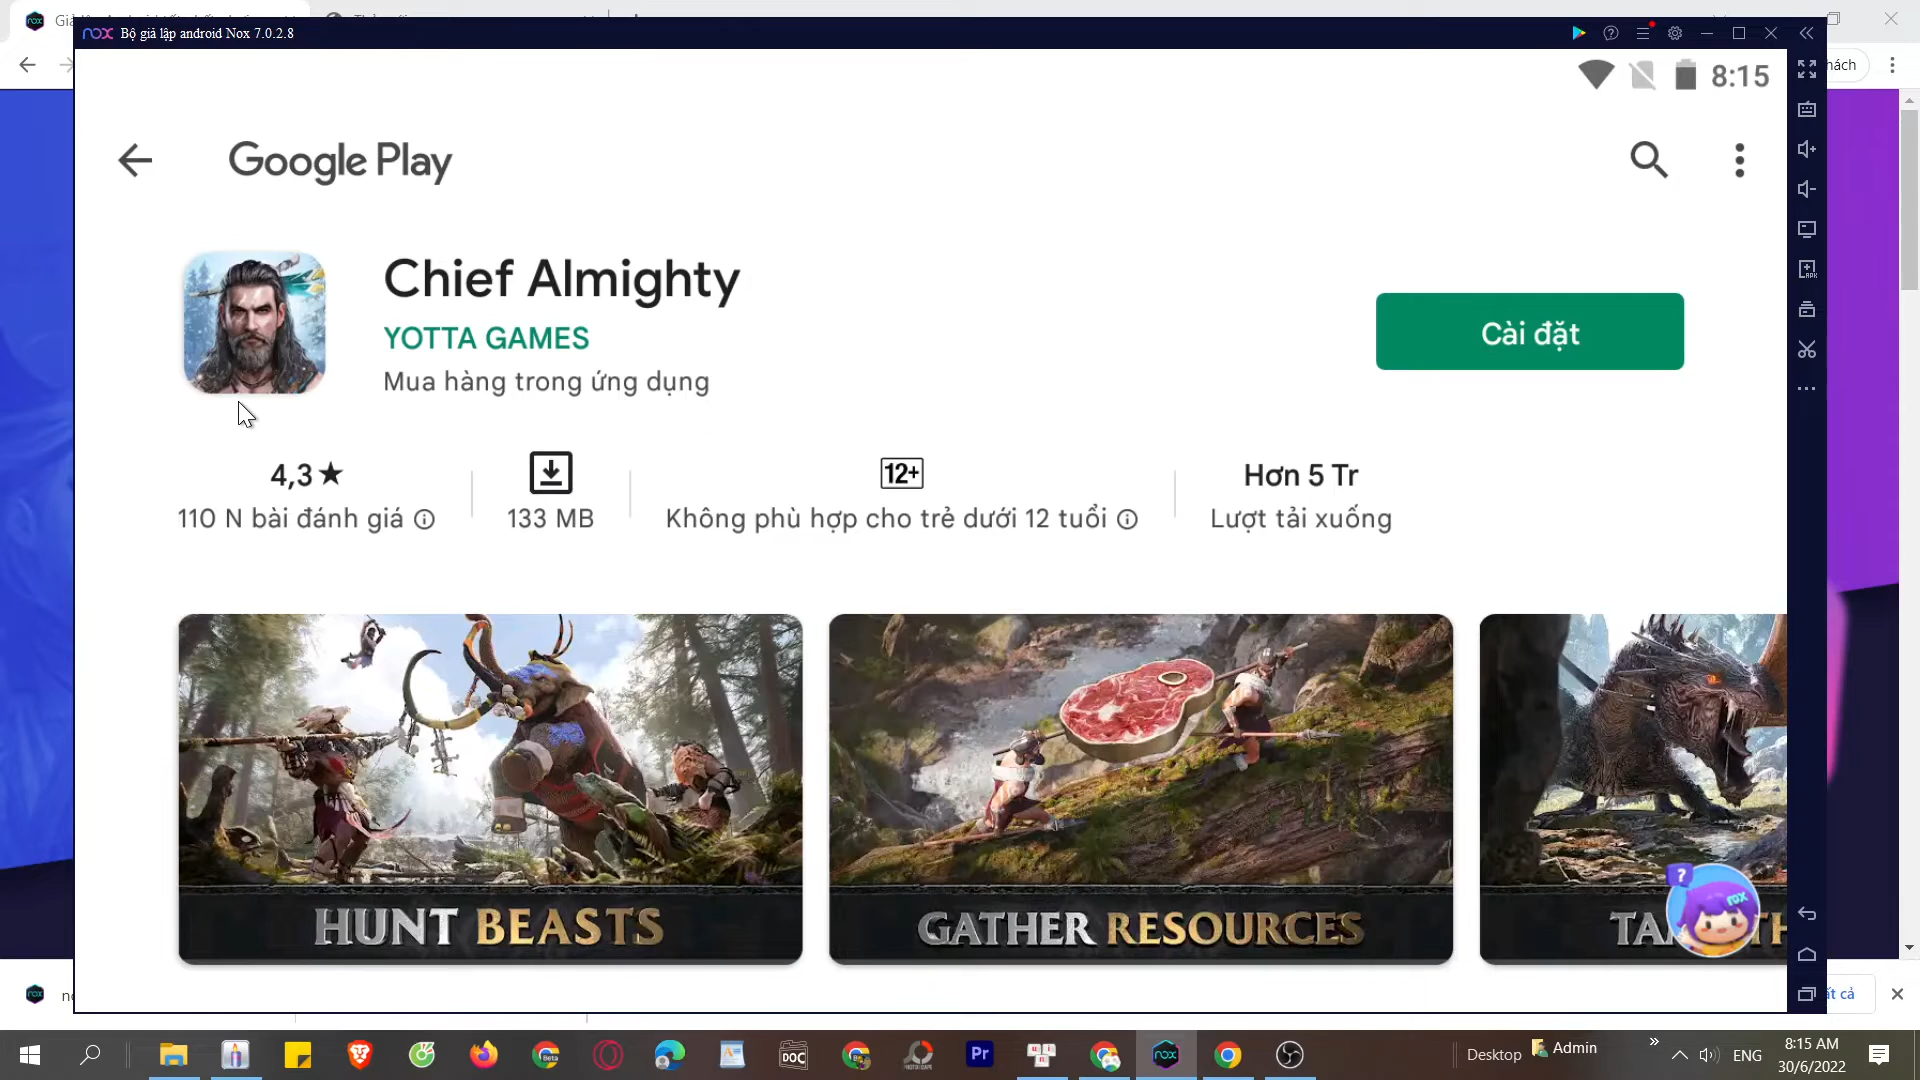 nox Bộ giả lập android Nox 7.0.2.8
8:15
Google Play
Chief Almighty
YOTTA GAMES
Mua hàng trong ứng dụng
Cài đặt
4,3★
110 N bài đánh giá
133 MB
12+
Không phù hợp cho trẻ dưới 12 tuổi
Hơn 5 Tr
Lượt tải xuống
HUNT BEASTS
GATHER RESOURCES
Desktop
Admin
ENG
8:15 AM
30/6/2022